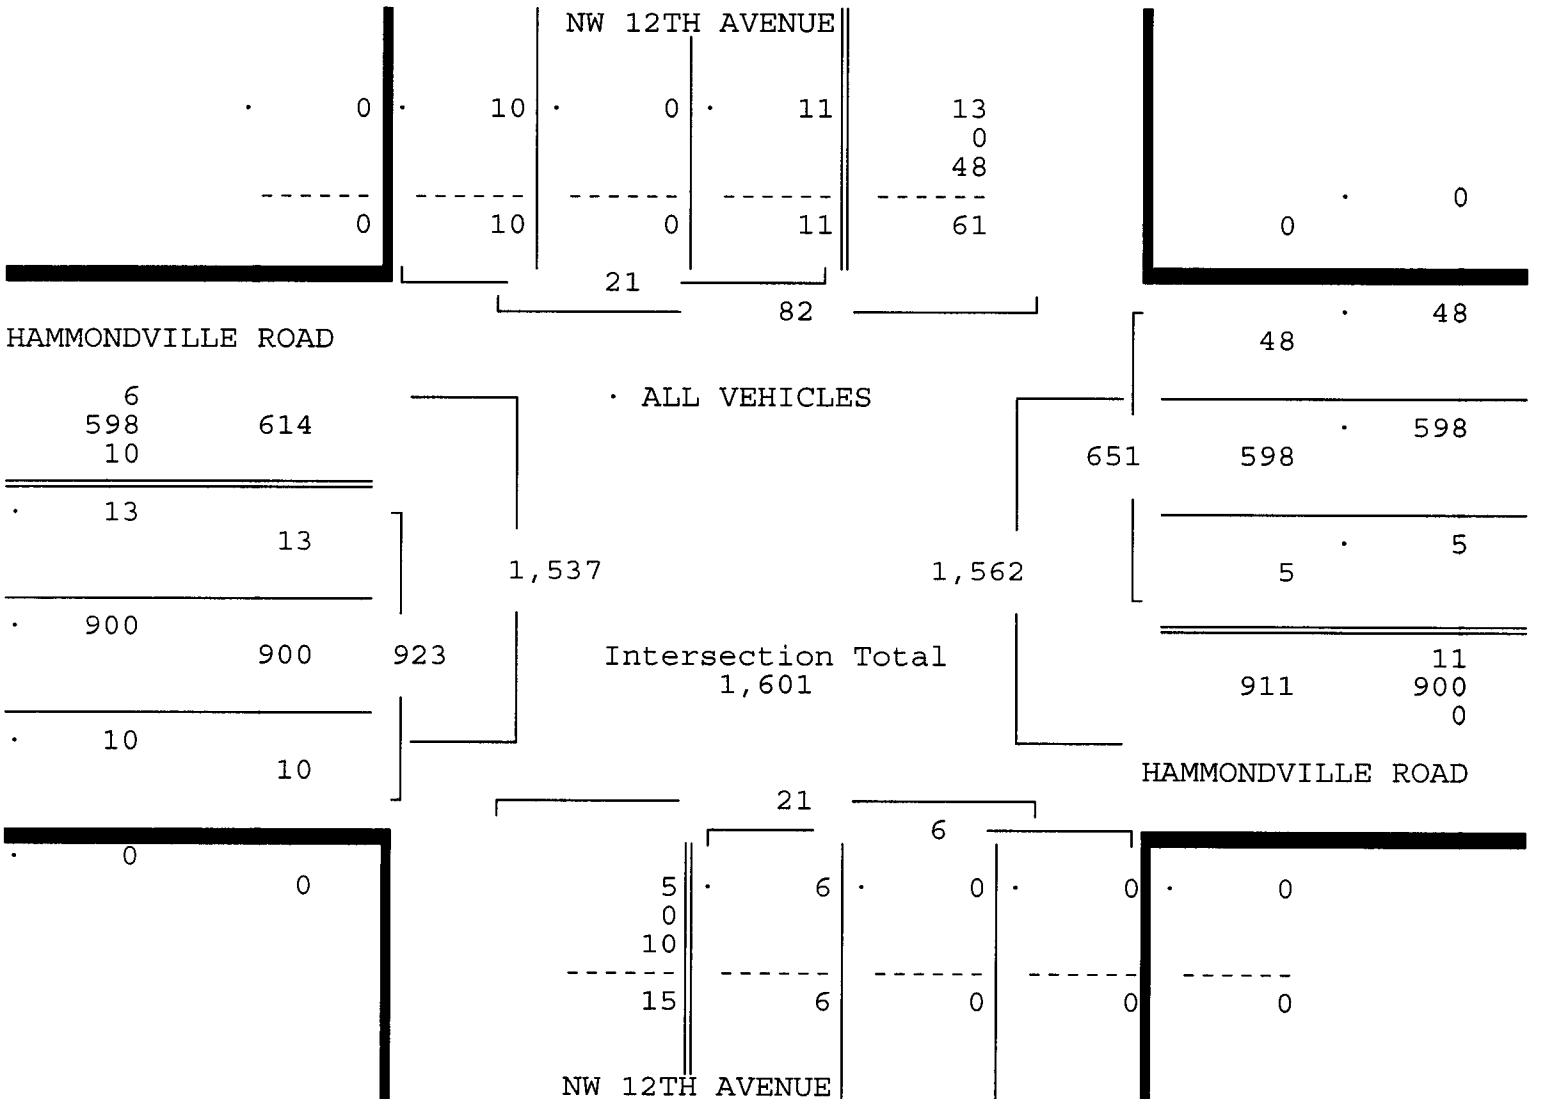 NW 12TH AVENUE
· 0 · 10 · 0 · 11 13
0
48
------ ------ ------ ------ ------
· 0
0 10 0 11 61
0
21
82
· 48
HAMMONDVILLE ROAD
48
6
· ALL VEHICLES
598 614
· 598
10
651 598
· 13
13
· 5
1,537 1,562 5
· 900
900 923 Intersection Total
11
1,601
911 900
0
· 10
10
HAMMONDVILLE ROAD
21
6
· 0
0
5 · 6 · 0 · 0 · 0
0
10
------ ------ ------ ------ ------
15 6 0 0 0
NW 12TH AVENUE